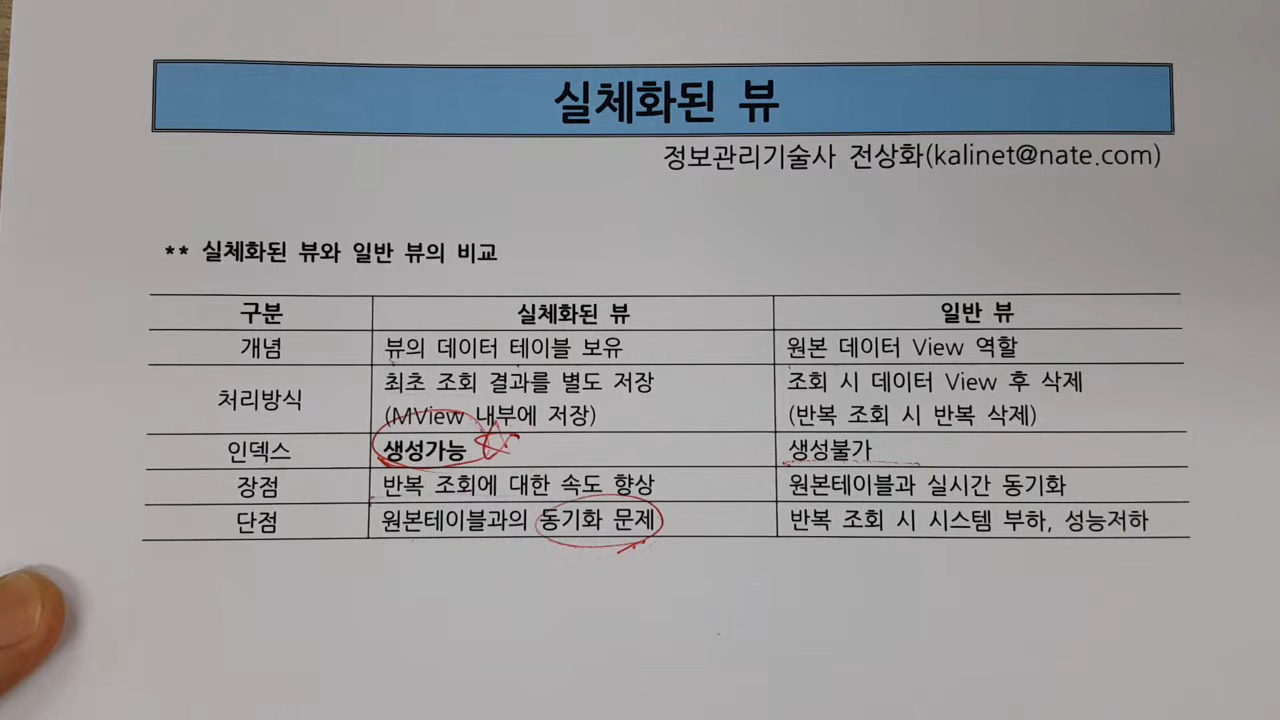 실체화된 뷰
정보관리기술사 전상화(kalinet@nate.com)
** 실체화된 뷰와 일반 뷰의 비교
구분 실체화된 뷰 일반 뷰
개념 뷰의 데이터 테이블 보유 원본 데이터 View 역할
처리방식 최초 조회 결과를 별도 저장 조회 시 데이터 View 후 삭제
(MView 내부에 저장) (반복 조회 시 반복 삭제)
인덱스 생성가능 생성불가
장점 반복 조회에 대한 속도 향상 원본테이블과 실시간 동기화
단점 원본테이블과의 동기화 문제 반복 조회 시 시스템 부하, 성능저하